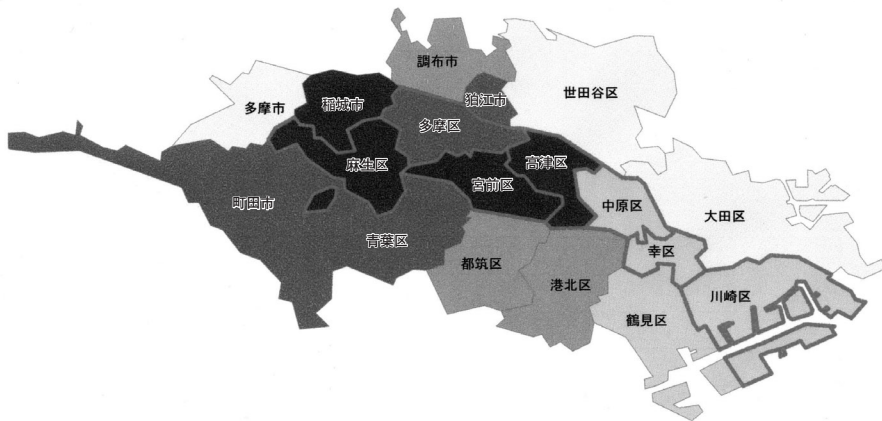 調布市
世田谷区
多摩市
稲城市
狛江市
多摩区
麻生区
高津区
宮前区
町田市
中原区
大田区
青葉区
都筑区
幸区
港北区
川崎区
鶴見区